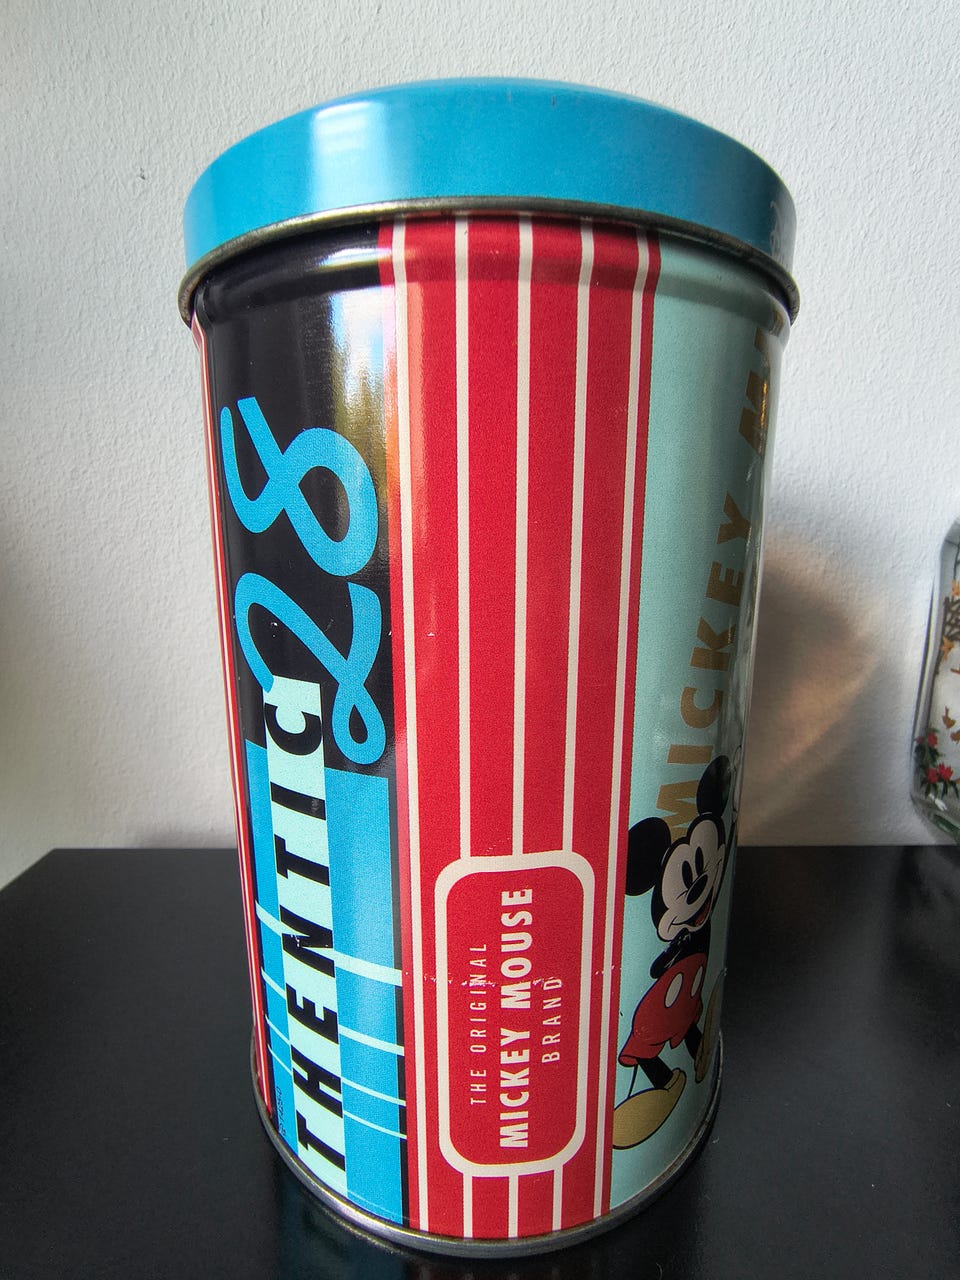 28
THENTIC
THE ORIGINAL
MICKEY MOUSE
BRAND
MICKEY M